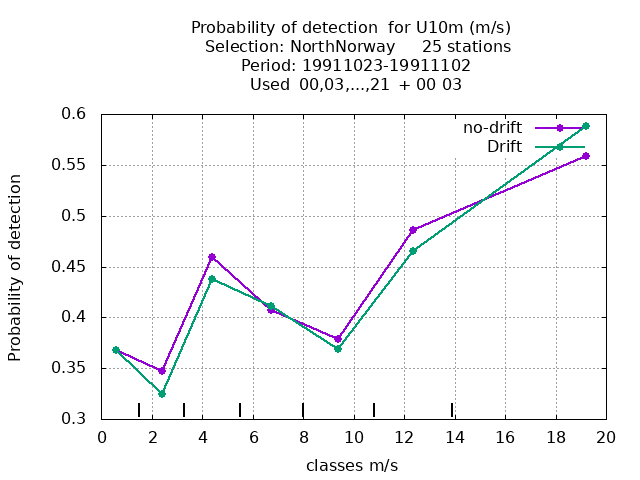 Probability of detection  for U10m (m/s)
Selection: NorthNorway      25 stations
Period: 19911023-19911102
Used  00,03,...,21  + 00 03
no-drift
Drift
Probability of detection
0.6
0.55
0.5
0.45
0.4
0.35
0.3
0 2 4 6 8 10 12 14 16 18 20
classes m/s